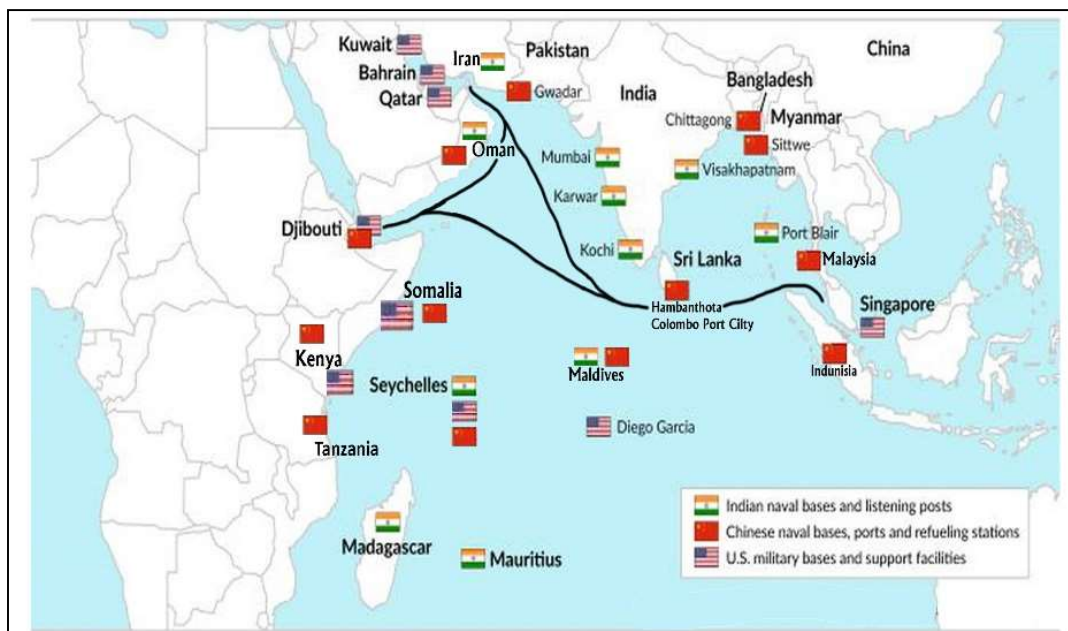 Kuwait
Iran
Pakistan
China
Bahrain
Qatar
Gwadar
India
Bangladesh
Chittagong
Myanmar
Oman
Sittwe
Mumbai
Visakhapatnam
Karwar
Djibouti
Port Blair
Kochi
Sri Lanka
Malaysia
Somalia
Hambanthota
Colombo Port Cilty
Singapore
Kenya
Maldives
Indunisia
Seychelles
Diego Garcia
Tanzania
Madagascar
Mauritius
Indian naval bases and listening posts
Chinese naval bases, ports and refueling stations
U.S. military bases and support facilities